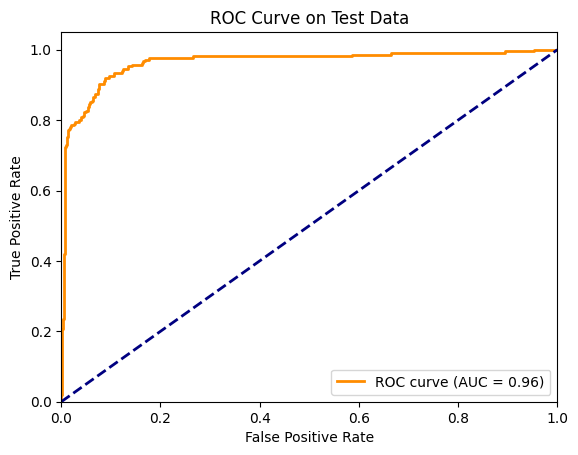 ROC Curve on Test Data
True Positive Rate
1.0
0.8
0.6
0.4
0.2
0.0
0.0 0.2 0.4 0.6 0.8 1.0
False Positive Rate
ROC curve (AUC = 0.96)